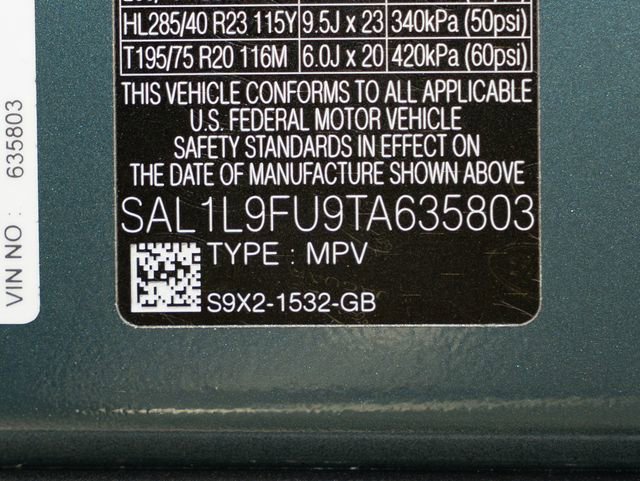 HL285/40 R23 115Y 9.5J x 23 340kPa (50psi)
T195/75 R20 116M 6.0J x 20 420kPa (60psi)
THIS VEHICLE CONFORMS TO ALL APPLICABLE
U.S. FEDERAL MOTOR VEHICLE
SAFETY STANDARDS IN EFFECT ON
THE DATE OF MANUFACTURE SHOWN ABOVE
SAL1L9FU9TA635803
TYPE : MPV
S9X2-1532-GB
VIN NO : 635803